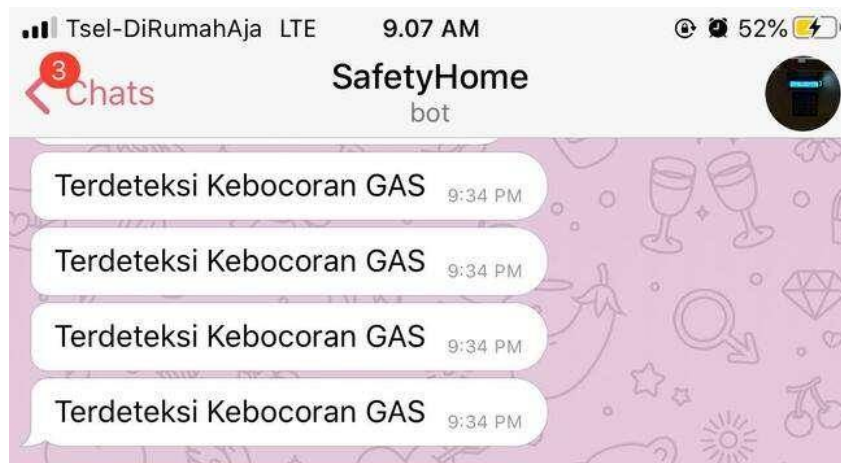 Tsel-DiRumahAja LTE 9.07 AM 52%
3
Chats
SafetyHome
bot
Terdeteksi Kebocoran GAS 9:34 PM
Terdeteksi Kebocoran GAS 9:34 PM
Terdeteksi Kebocoran GAS 9:34 PM
Terdeteksi Kebocoran GAS 9:34 PM